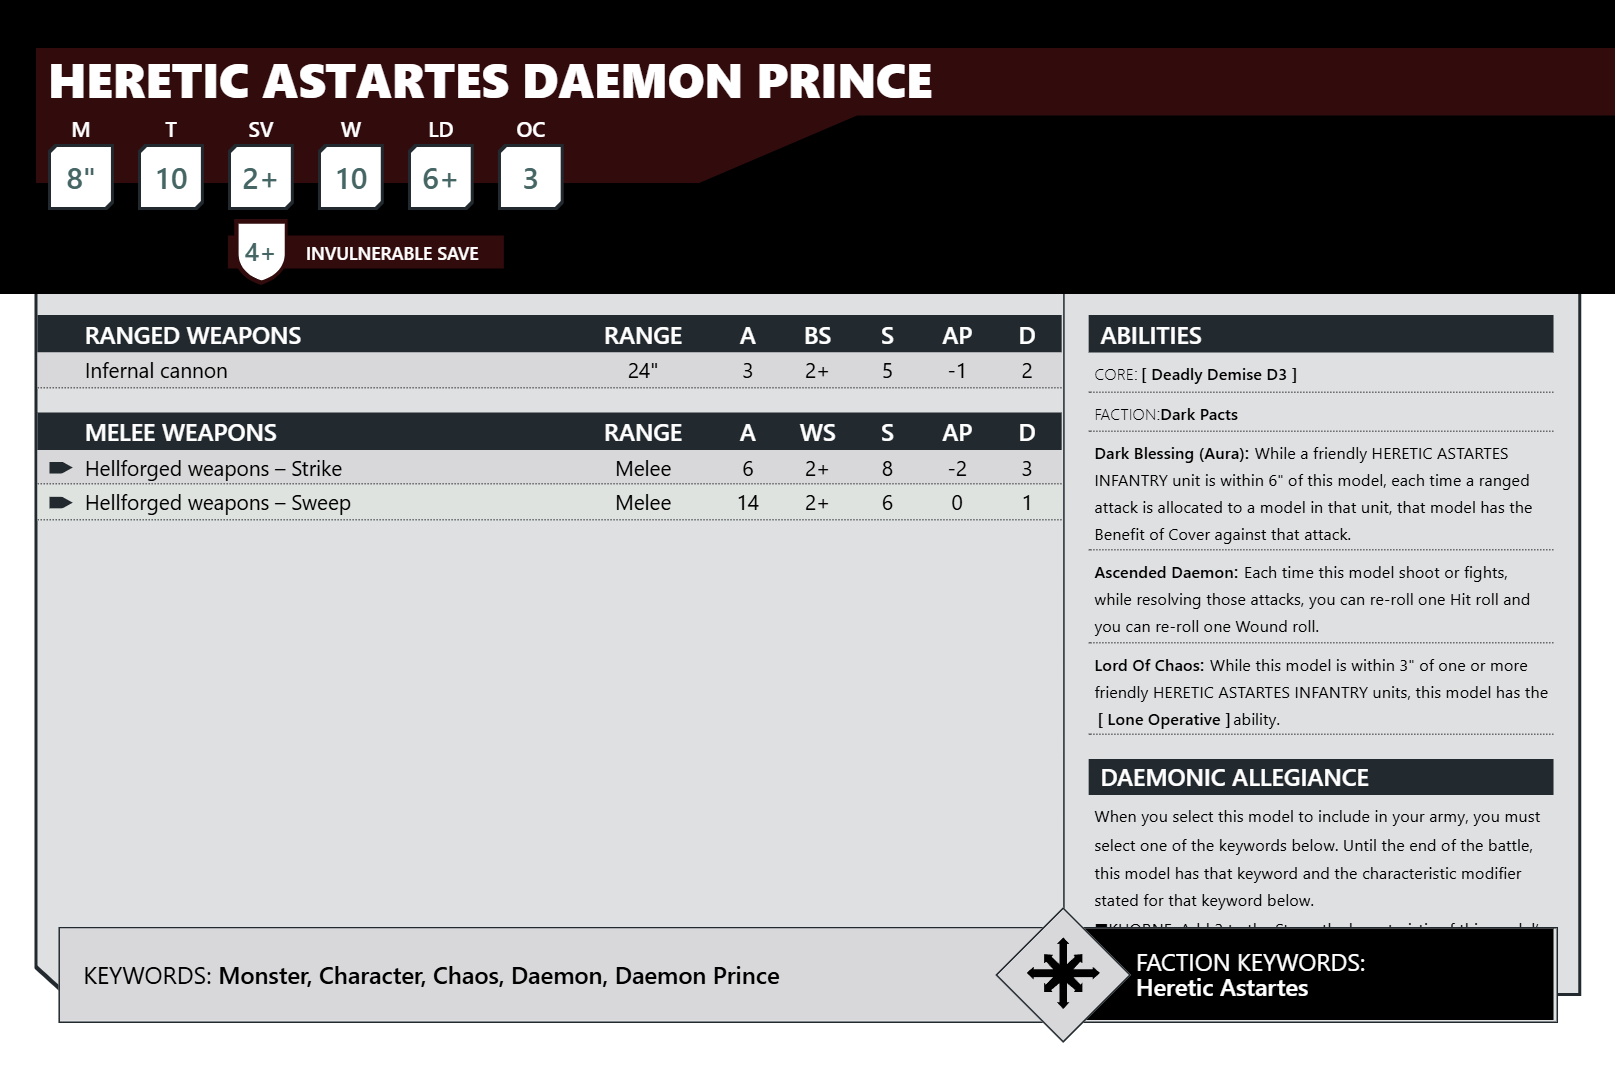 HERETIC ASTARTES DAEMON PRINCE
M T SV W LD OC
8" 10 2+ 10 6+ 3
4+ INVULNERABLE SAVE
RANGED WEAPONS RANGE A BS S AP D
Infernal cannon 24" 3 2+ 5 -1 2
MELEE WEAPONS RANGE A WS S AP D
Hellforged weapons – Strike Melee 6 2+ 8 -2 3
Hellforged weapons – Sweep Melee 14 2+ 6 0 1
ABILITIES
CORE: [ Deadly Demise D3 ]
FACTION:Dark Pacts
Dark Blessing (Aura): While a friendly HERETIC ASTARTES
INFANTRY unit is within 6" of this model, each time a ranged
attack is allocated to a model in that unit, that model has the
Benefit of Cover against that attack.
Ascended Daemon: Each time this model shoot or fights,
while resolving those attacks, you can re-roll one Hit roll and
you can re-roll one Wound roll.
Lord Of Chaos: While this model is within 3" of one or more
friendly HERETIC ASTARTES INFANTRY units, this model has the
[ Lone Operative ] ability.
DAEMONIC ALLEGIANCE
When you select this model to include in your army, you must
select one of the keywords below. Until the end of the battle,
this model has that keyword and the characteristic modifier
stated for that keyword below.
KEYWORDS: Monster, Character, Chaos, Daemon, Daemon Prince
FACTION KEYWORDS:
Heretic Astartes